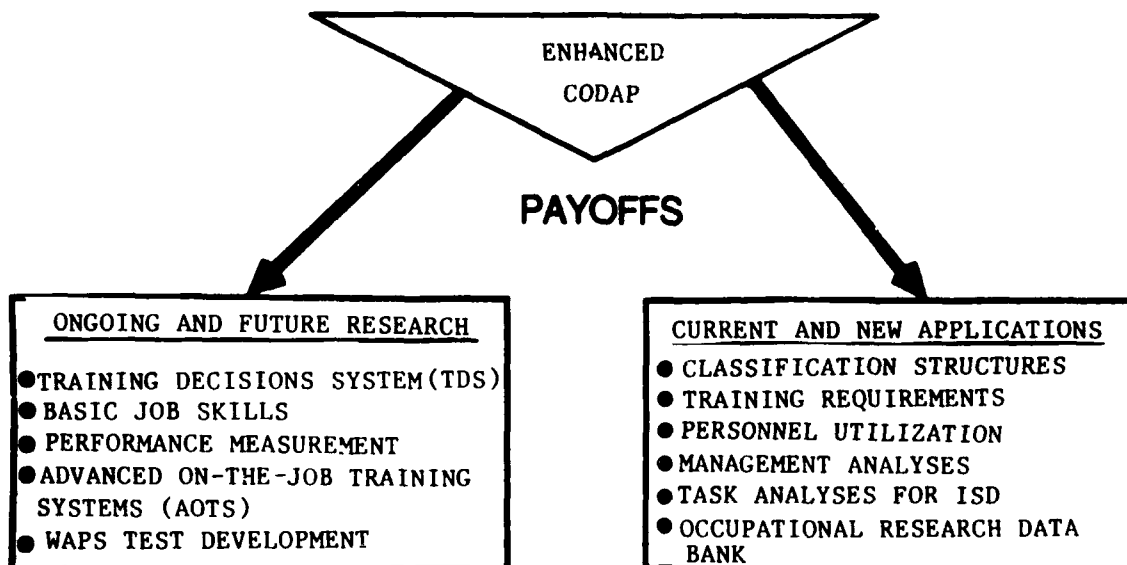 ENHANCED
CODAP
PAYOFFS
ONGOING AND FUTURE RESEARCH
●TRAINING DECISIONS SYSTEM(TDS)
●BASIC JOB SKILLS
●PERFORMANCE MEASUREMENT
●ADVANCED ON-THE-JOB TRAINING
SYSTEMS (AOTS)
●WAPS TEST DEVELOPMENT
CURRENT AND NEW APPLICATIONS
●CLASSIFICATION STRUCTURES
●TRAINING REQUIREMENTS
●PERSONNEL UTILIZATION
●MANAGEMENT ANALYSES
●TASK ANALYSES FOR ISD
●OCCUPATIONAL RESEARCH DATA
BANK